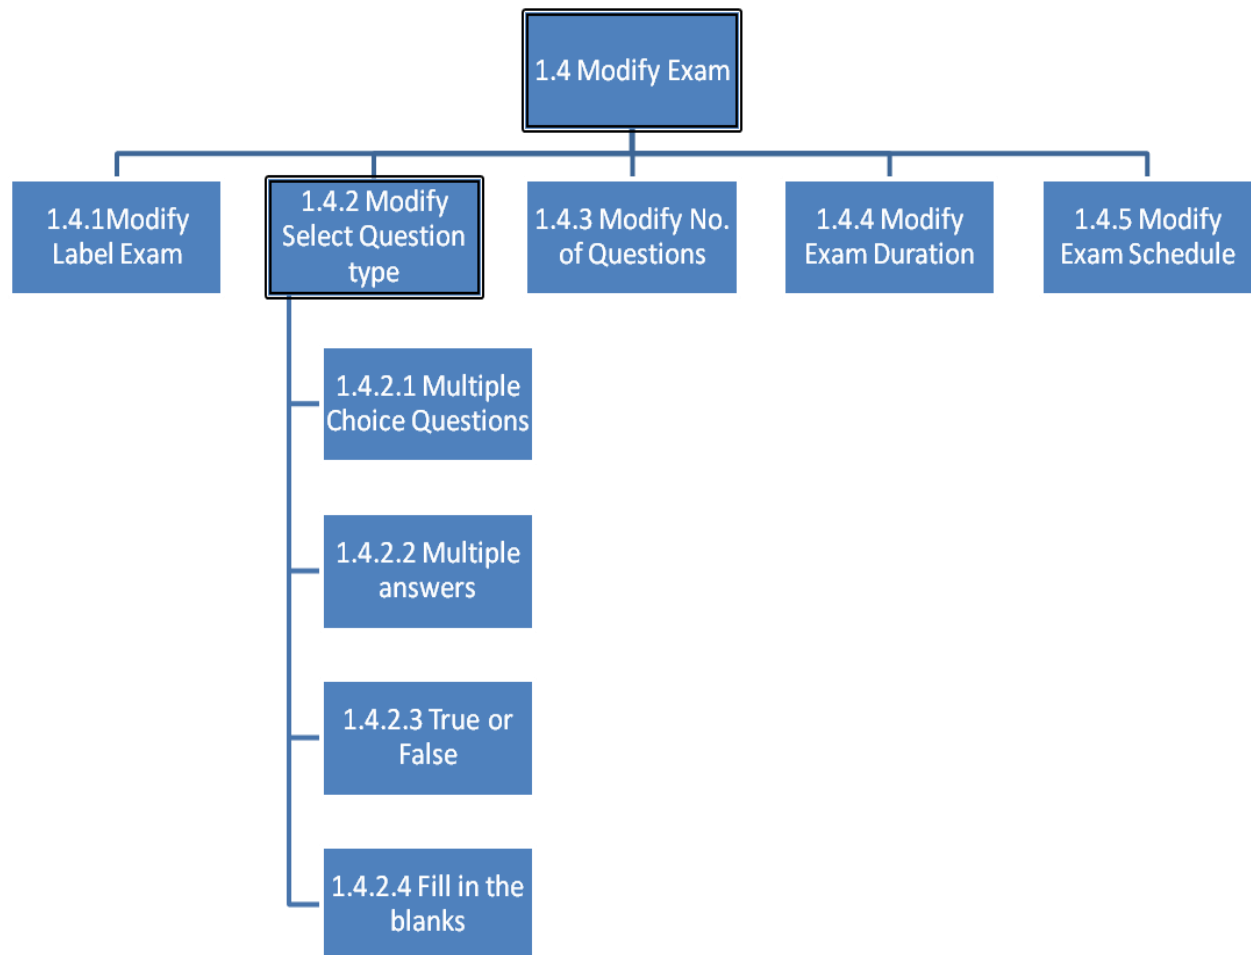 1.4 Modify Exam
1.4.1Modify
Label Exam
1.4.2 Modify
Select Question
type
1.4.3 Modify No.
of Questions
1.4.4 Modify
Exam Duration
1.4.5 Modify
Exam Schedule
1.4.2.1 Multiple
Choice Questions
1.4.2.2 Multiple
answers
1.4.2.3 True or
False
1.4.2.4 Fill in the
blanks